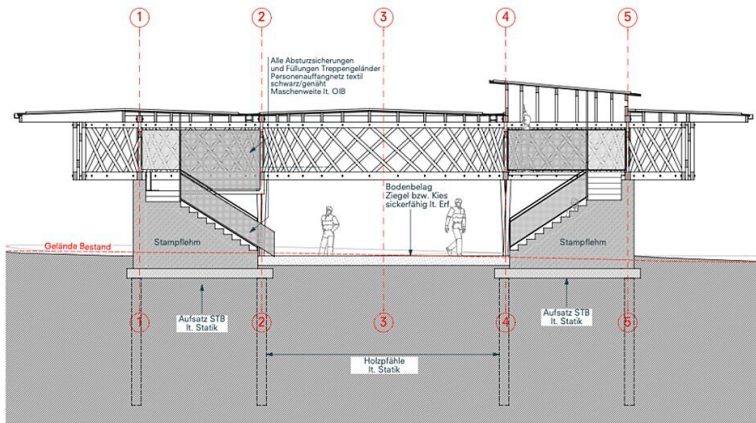 1
2
3
4
5
Alle Absturzsicherungen
und Füllungen Treppengeländer
Personenauffangnetz textil
schwarz/genäht
Maschenweite lt. OIB
Bodenbelag
Ziegel bzw. Kies
sickerfähig lt. Erf.
Gelände Bestand
Stampflehm
Stampflehm
1
2
3
4
5
Aufsatz STB
lt. Statik
Aufsatz STB
lt. Statik
Holzpfähle
lt. Statik